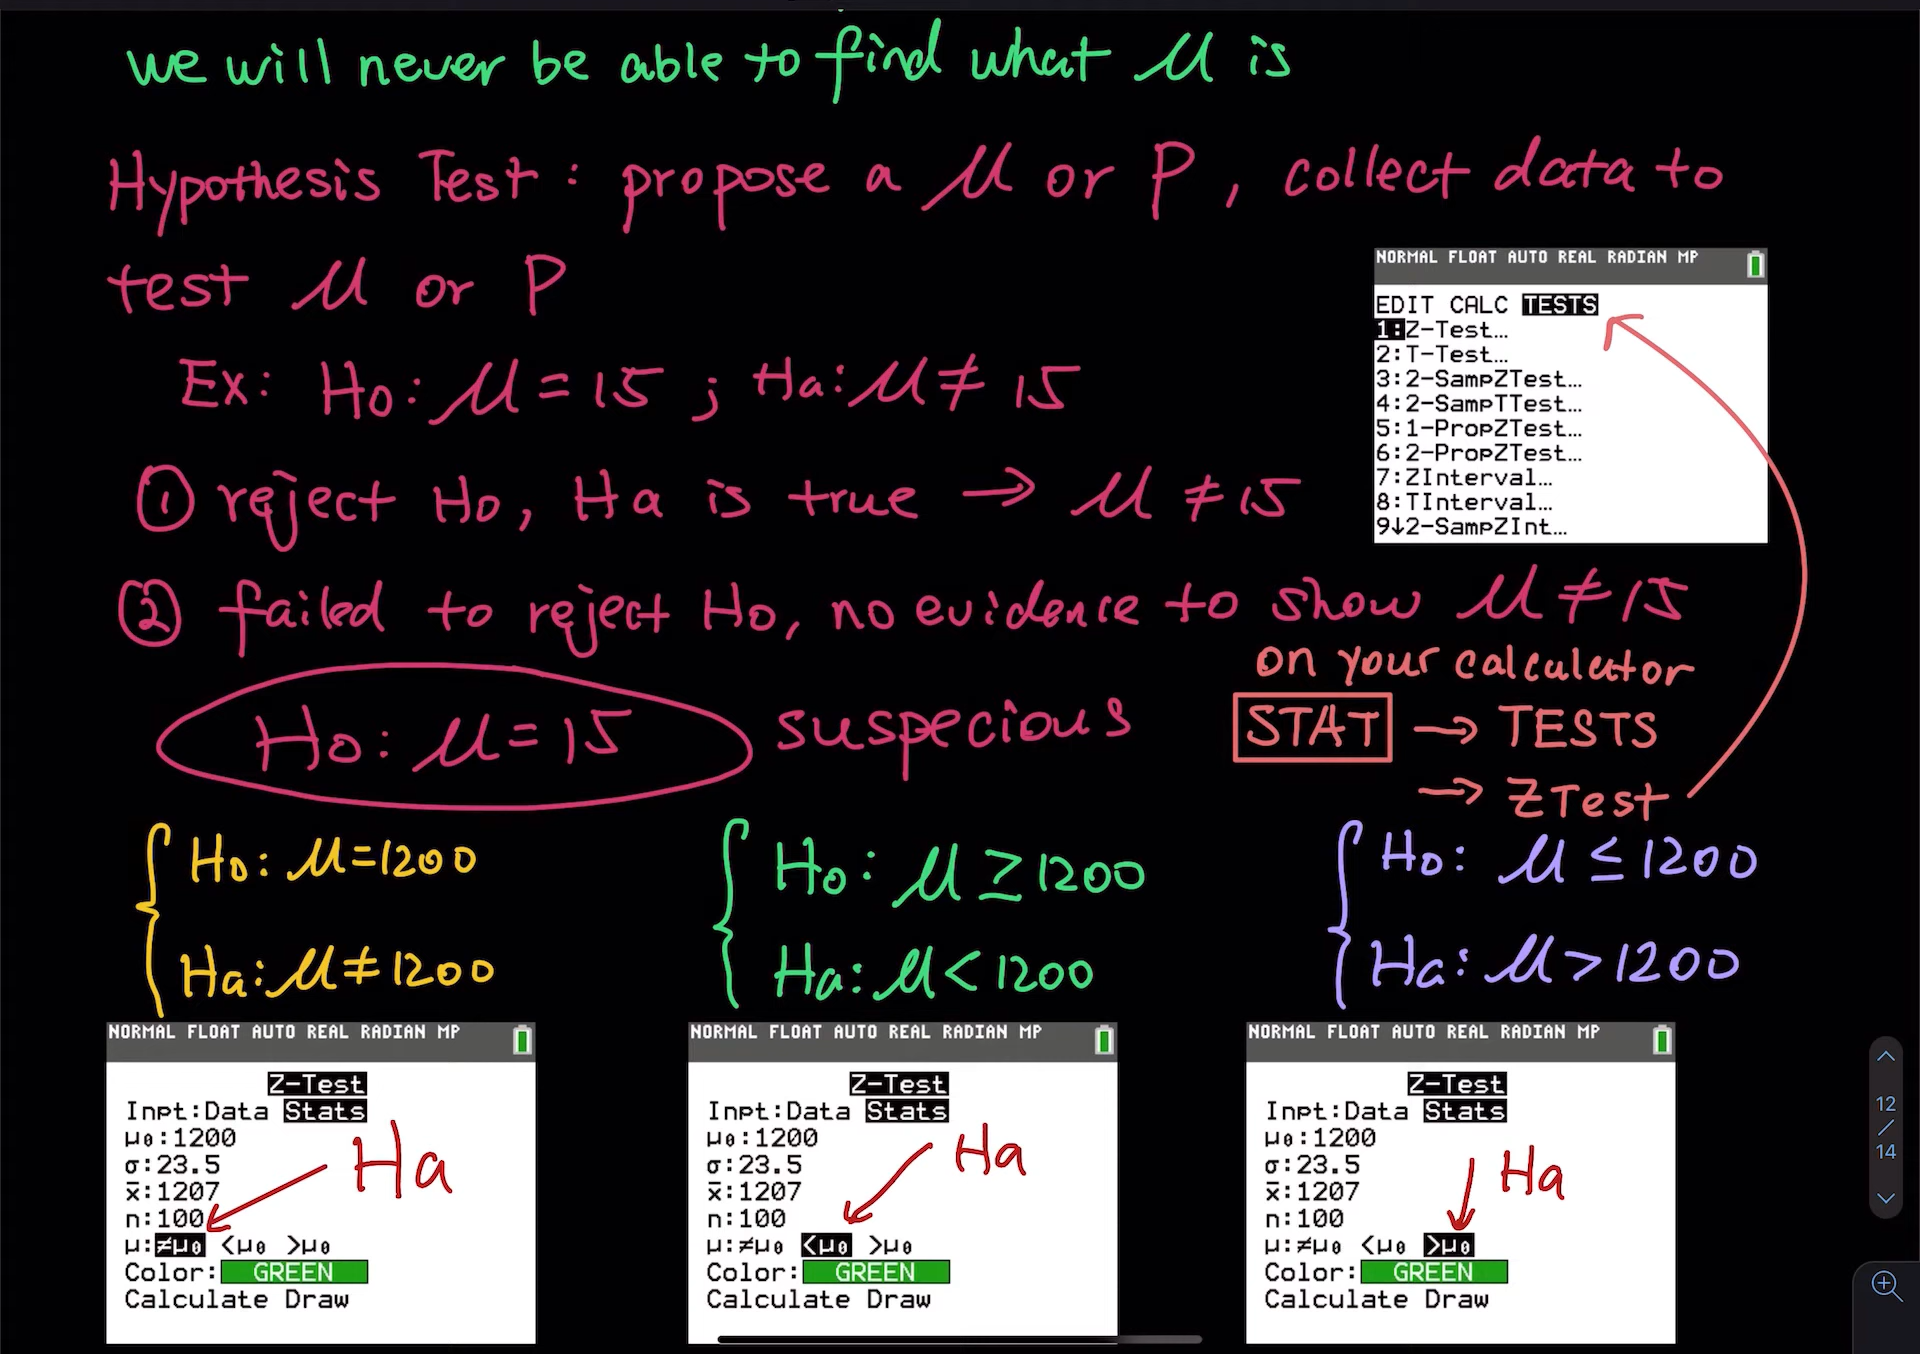 we will never be able to find what μ is
Hypothesis Test : propose a μ or P, collect data to
test μ or P
Ex: Ho: μ = 15 ; Ha: μ ≠ 15
① reject Ho, Ha is true → μ ≠ 15
② failed to reject Ho, no evidence to show μ ≠ 15
Ho: μ = 15 suspecious
NORMAL FLOAT AUTO REAL RADIAN MP
EDIT CALC TESTS
1:Z-Test…
2:T-Test…
3:2-SampZTest…
4:2-SampTTest…
5:1-PropZTest…
6:2-PropZTest…
7:ZInterval…
8:TInterval…
9↓2-SampZInt…
on your calculator
STAT → TESTS
→ ZTest
Ho: μ=1200
Ha: μ≠1200
Ho: μ ≥ 1200
Ha: μ < 1200
Ho: μ ≤ 1200
Ha: μ > 1200
NORMAL FLOAT AUTO REAL RADIAN MP
Z-Test
Inpt:Data Stats
μ₀:1200
σ:23.5
x̄:1207
n:100
μ:≠μ₀ <μ₀ >μ₀
Color: GREEN
Calculate Draw
Ha
NORMAL FLOAT AUTO REAL RADIAN MP
Z-Test
Inpt:Data Stats
μ₀:1200
σ:23.5
x̄:1207
n:100
μ:≠μ₀ <μ₀ >μ₀
Color: GREEN
Calculate Draw
Ha
NORMAL FLOAT AUTO REAL RADIAN MP
Z-Test
Inpt:Data Stats
μ₀:1200
σ:23.5
x̄:1207
n:100
μ:≠μ₀ <μ₀ >μ₀
Color: GREEN
Calculate Draw
Ha
12
/
14